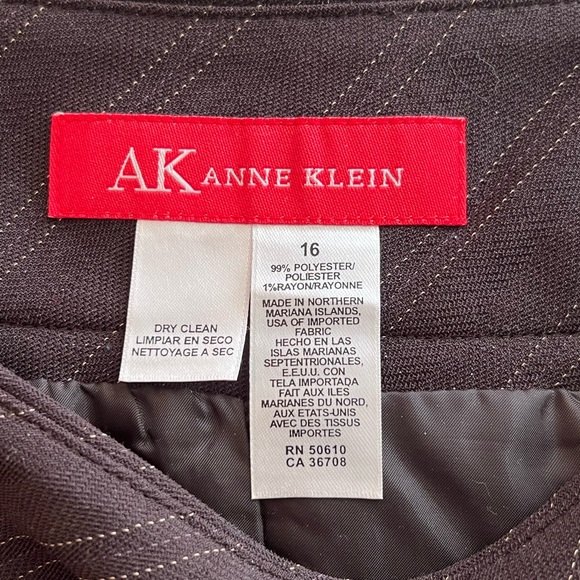 AK ANNE KLEIN
DRY CLEAN
LIMPIAR EN SECO
NETTOYAGE A SEC
16
99% POLYESTER/
POLIESTER
1%RAYON/RAYONNE
MADE IN NORTHERN
MARIANA ISLANDS,
USA OF IMPORTED
FABRIC
HECHO EN LAS
ISLAS MARIANAS
SEPTENTRIONALES,
E.E.U.U. CON
TELA IMPORTADA
FAIT AUX ILES
MARIANES DU NORD,
AUX ETATS-UNIS
AVEC DES TISSUS
IMPORTES
RN 50610
CA 36708